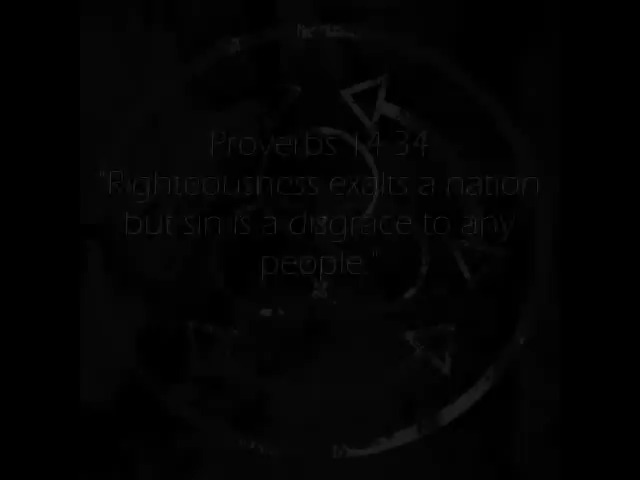 Proverbs 14:34
"Righteousness exalts a nation
but sin is a disgrace to any
people."